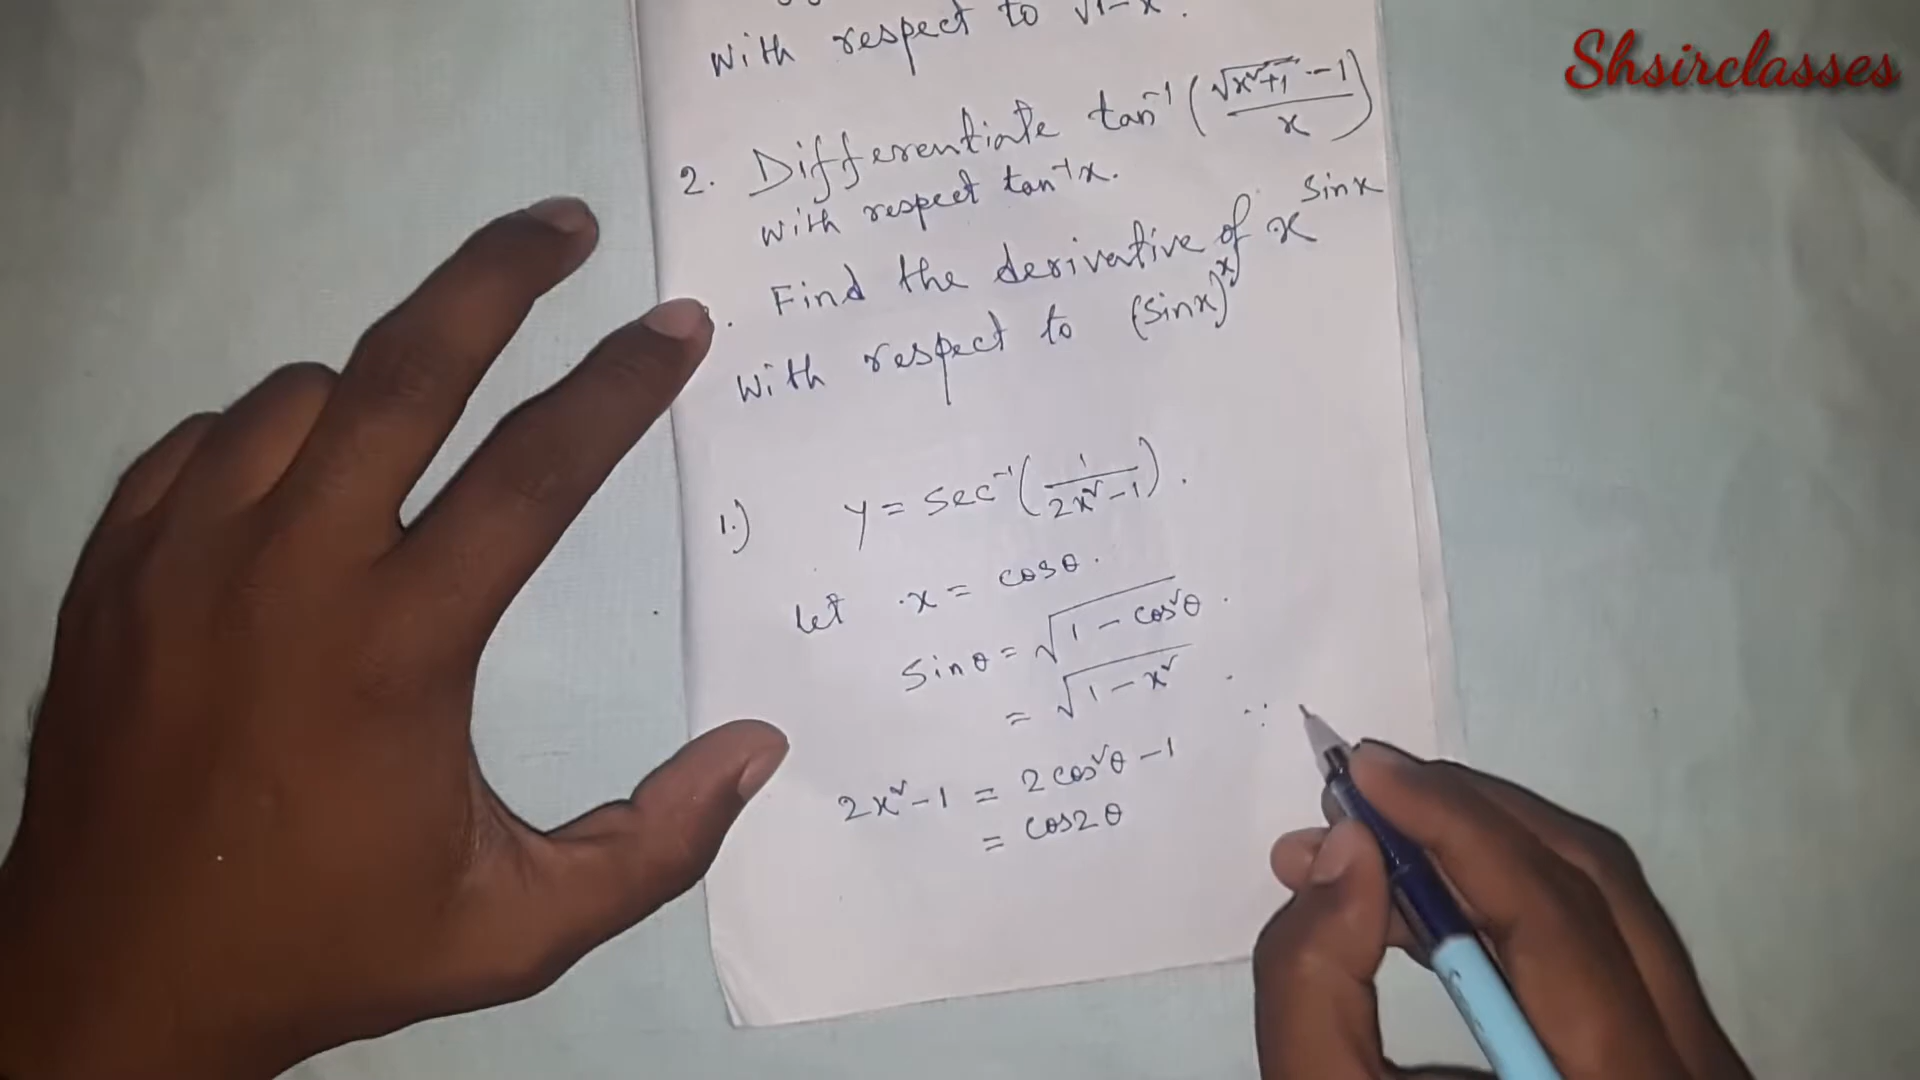 Shsirclasses
with respect to √1-x².
2. Differentiate tan⁻¹(√x²+1 - 1 / x)
with respect tan⁻¹x.
. Find the derivative of x^sinx
with respect to (sinx)^x
1.) y = sec⁻¹(1 / 2x²-1).
let x = cosθ.
sinθ = √1 - cos²θ.
= √1 - x²
2x²-1 = 2cos²θ - 1 ∵
= cos2θ